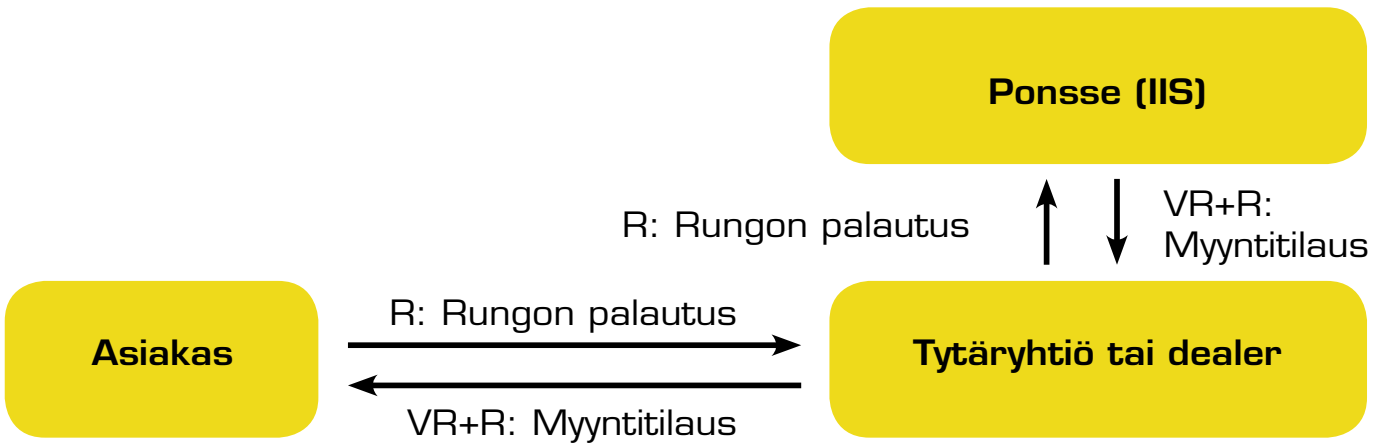 Ponsse (IIS)
R: Rungon palautus
VR+R:
Myyntitilaus
Asiakas
R: Rungon palautus
VR+R: Myyntitilaus
Tytäryhtiö tai dealer